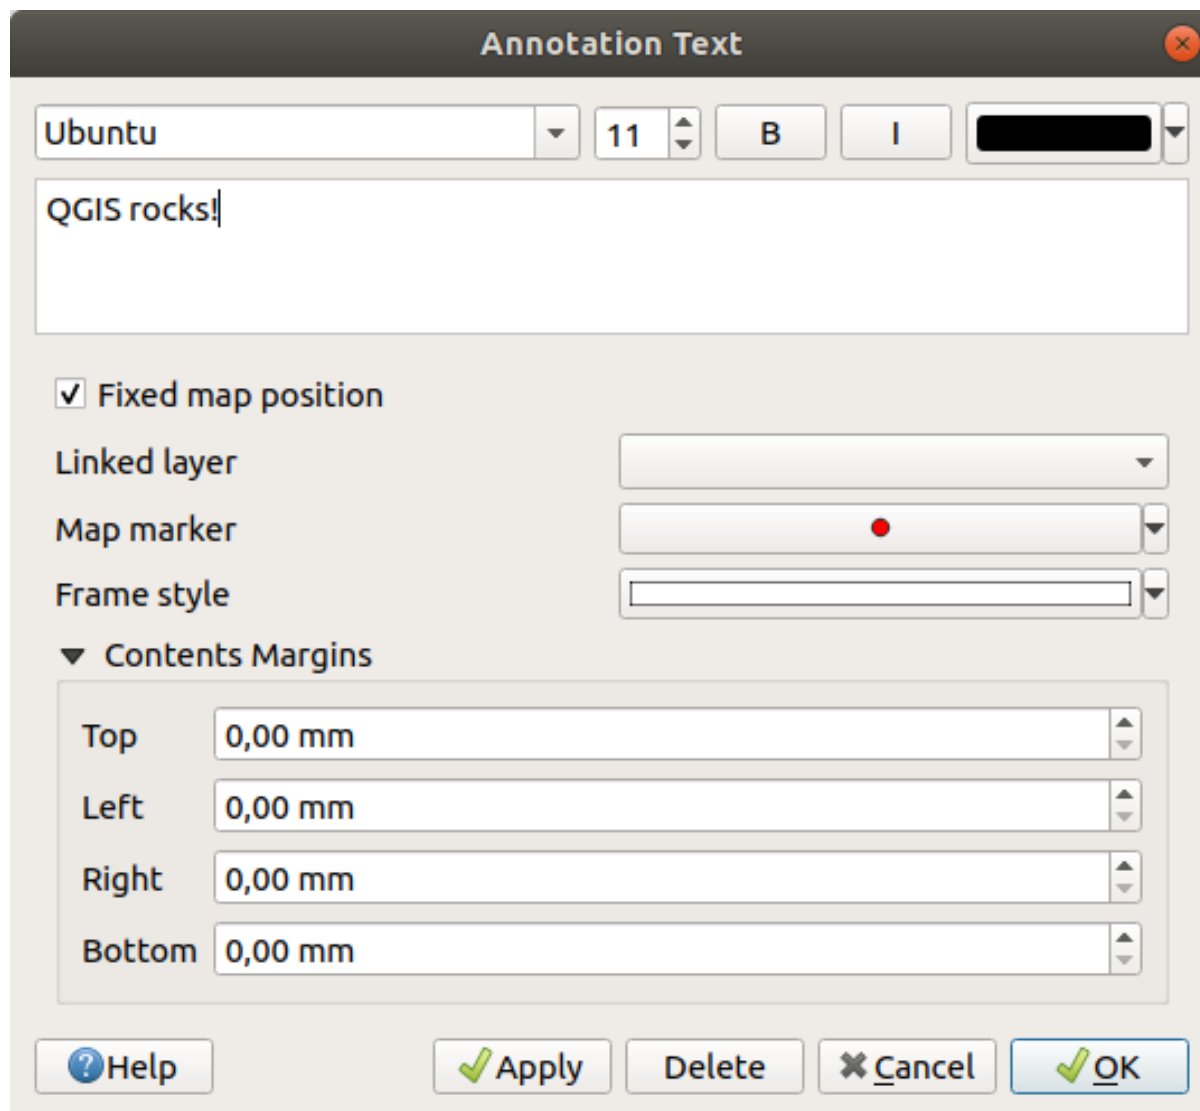 Annotation Text
Ubuntu 11 B I
QGIS rocks!
Fixed map position
Linked layer
Map marker
Frame style
Contents Margins
Top 0,00 mm
Left 0,00 mm
Right 0,00 mm
Bottom 0,00 mm
Help Apply Delete Cancel OK